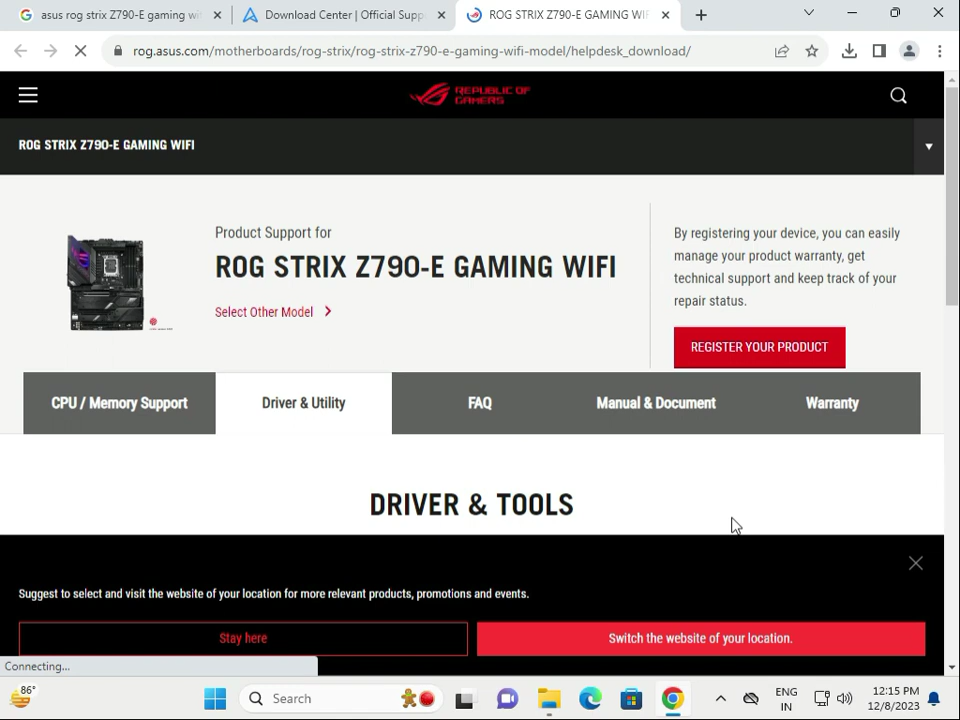 asus rog strix Z790-E gaming wif
Download Center | Official Supp
ROG STRIX Z790-E GAMING WIF
rog.asus.com/motherboards/rog-strix/rog-strix-z790-e-gaming-wifi-model/helpdesk_download/
REPUBLIC OF
GAMERS
ROG STRIX Z790-E GAMING WIFI
Product Support for
ROG STRIX Z790-E GAMING WIFI
Select Other Model
By registering your device, you can easily
manage your product warranty, get
technical support and keep track of your
repair status.
REGISTER YOUR PRODUCT
CPU / Memory Support
Driver & Utility
FAQ
Manual & Document
Warranty
DRIVER & TOOLS
Suggest to select and visit the website of your location for more relevant products, promotions and events.
Stay here
Switch the website of your location.
Connecting...
86°
Search
ENG
IN
12:15 PM
12/8/2023